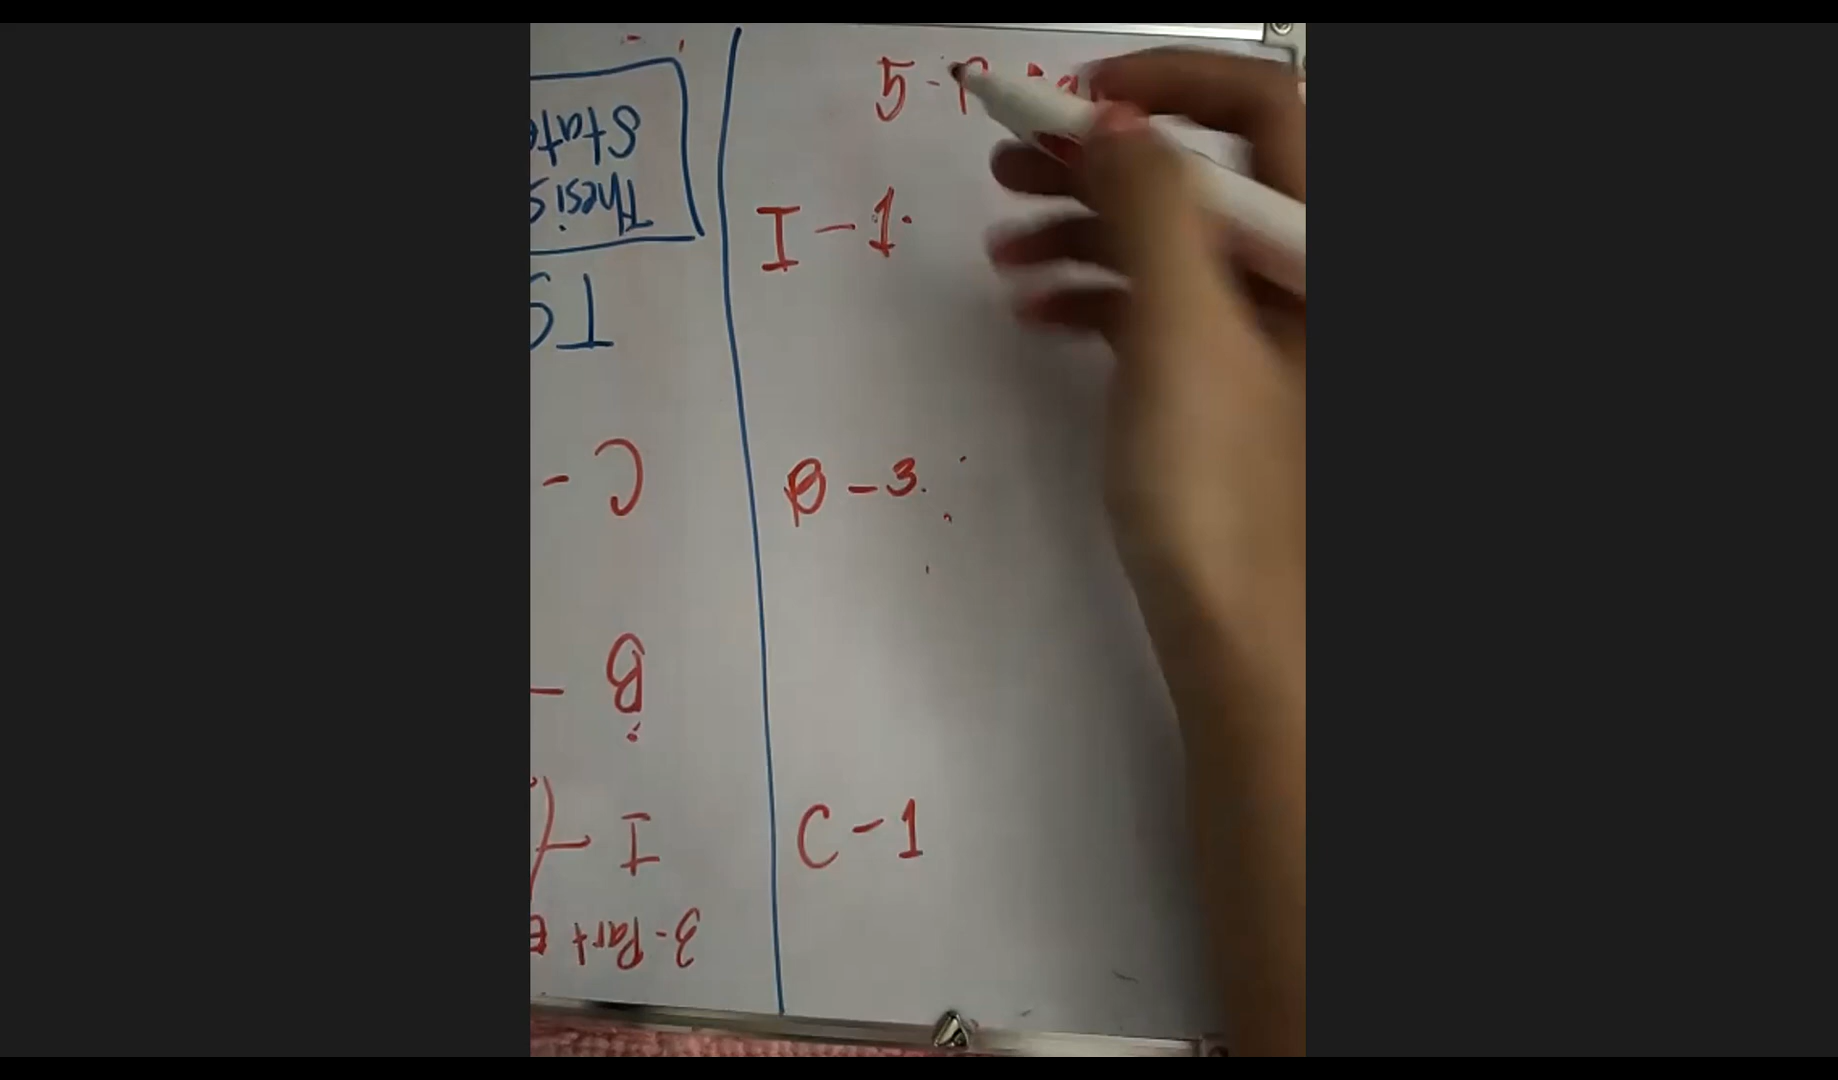 5-P
I - 1
B - 3
C - 1
3-Part E
I -
B -
C -
TS
Thesis
State